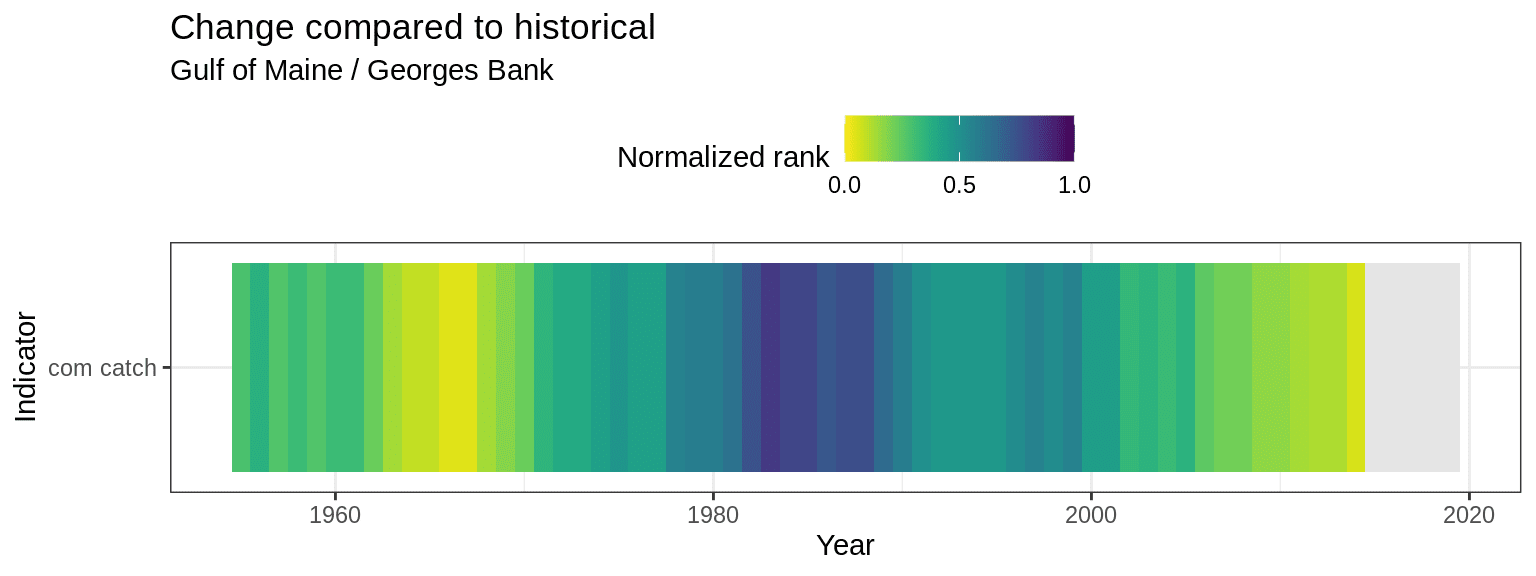 Change compared to historical
Gulf of Maine / Georges Bank
Normalized rank
0.0 0.5 1.0
Indicator
com catch
1960 1980 2000 2020
Year